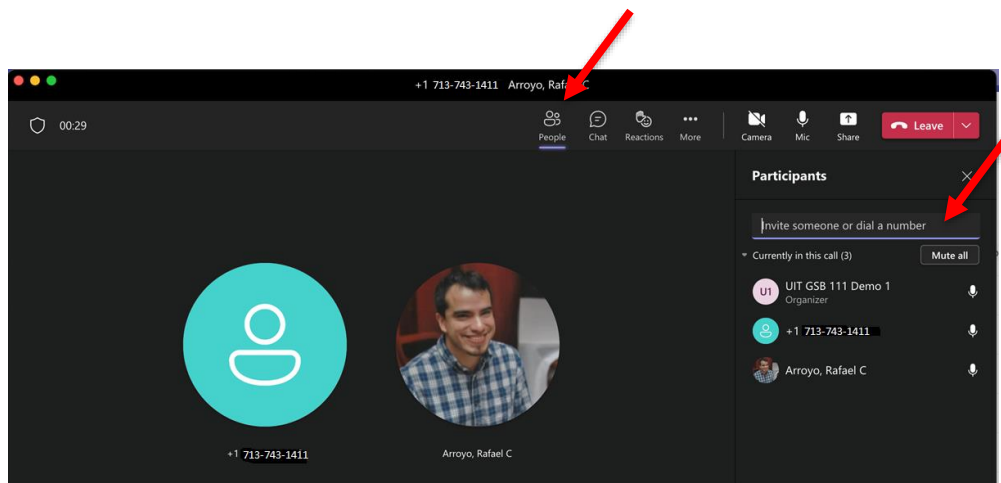 +1 713-743-1411 Arroyo, Rafa C
00:29
People
Chat
Reactions
More
Camera
Mic
Share
Leave
Participants
Invite someone or dial a number
Currently in this call (3)
Mute all
U1
UIT GSB 111 Demo 1
Organizer
+1 713-743-1411
Arroyo, Rafael C
+1 713-743-1411
Arroyo, Rafael C